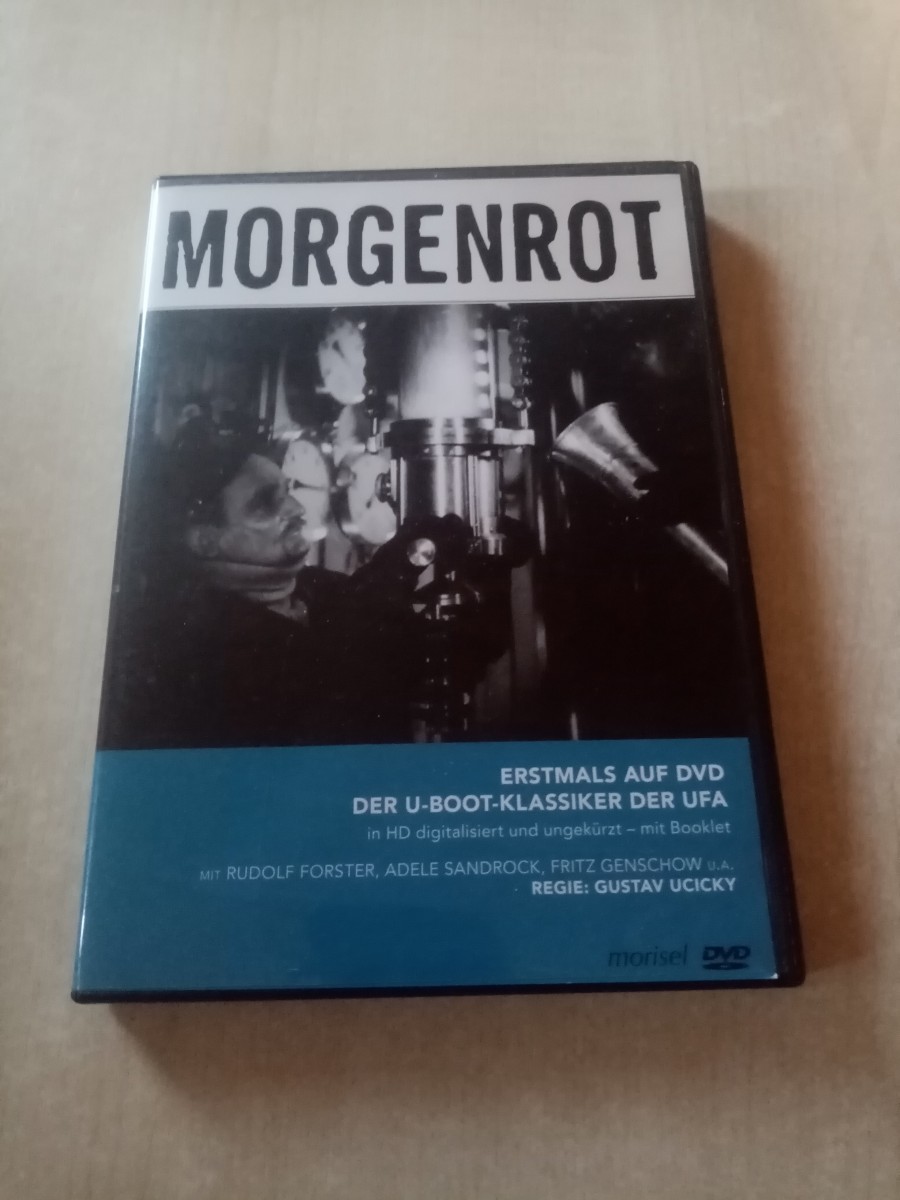 MORGENROT
ERSTMALS AUF DVD
DER U-BOOT-KLASSIKER DER UFA
in HD digitalisiert und ungekürzt – mit Booklet
MIT RUDOLF FORSTER, ADELE SANDROCK, FRITZ GENSCHOW U.A.
REGIE: GUSTAV UCICKY
morisel DVD